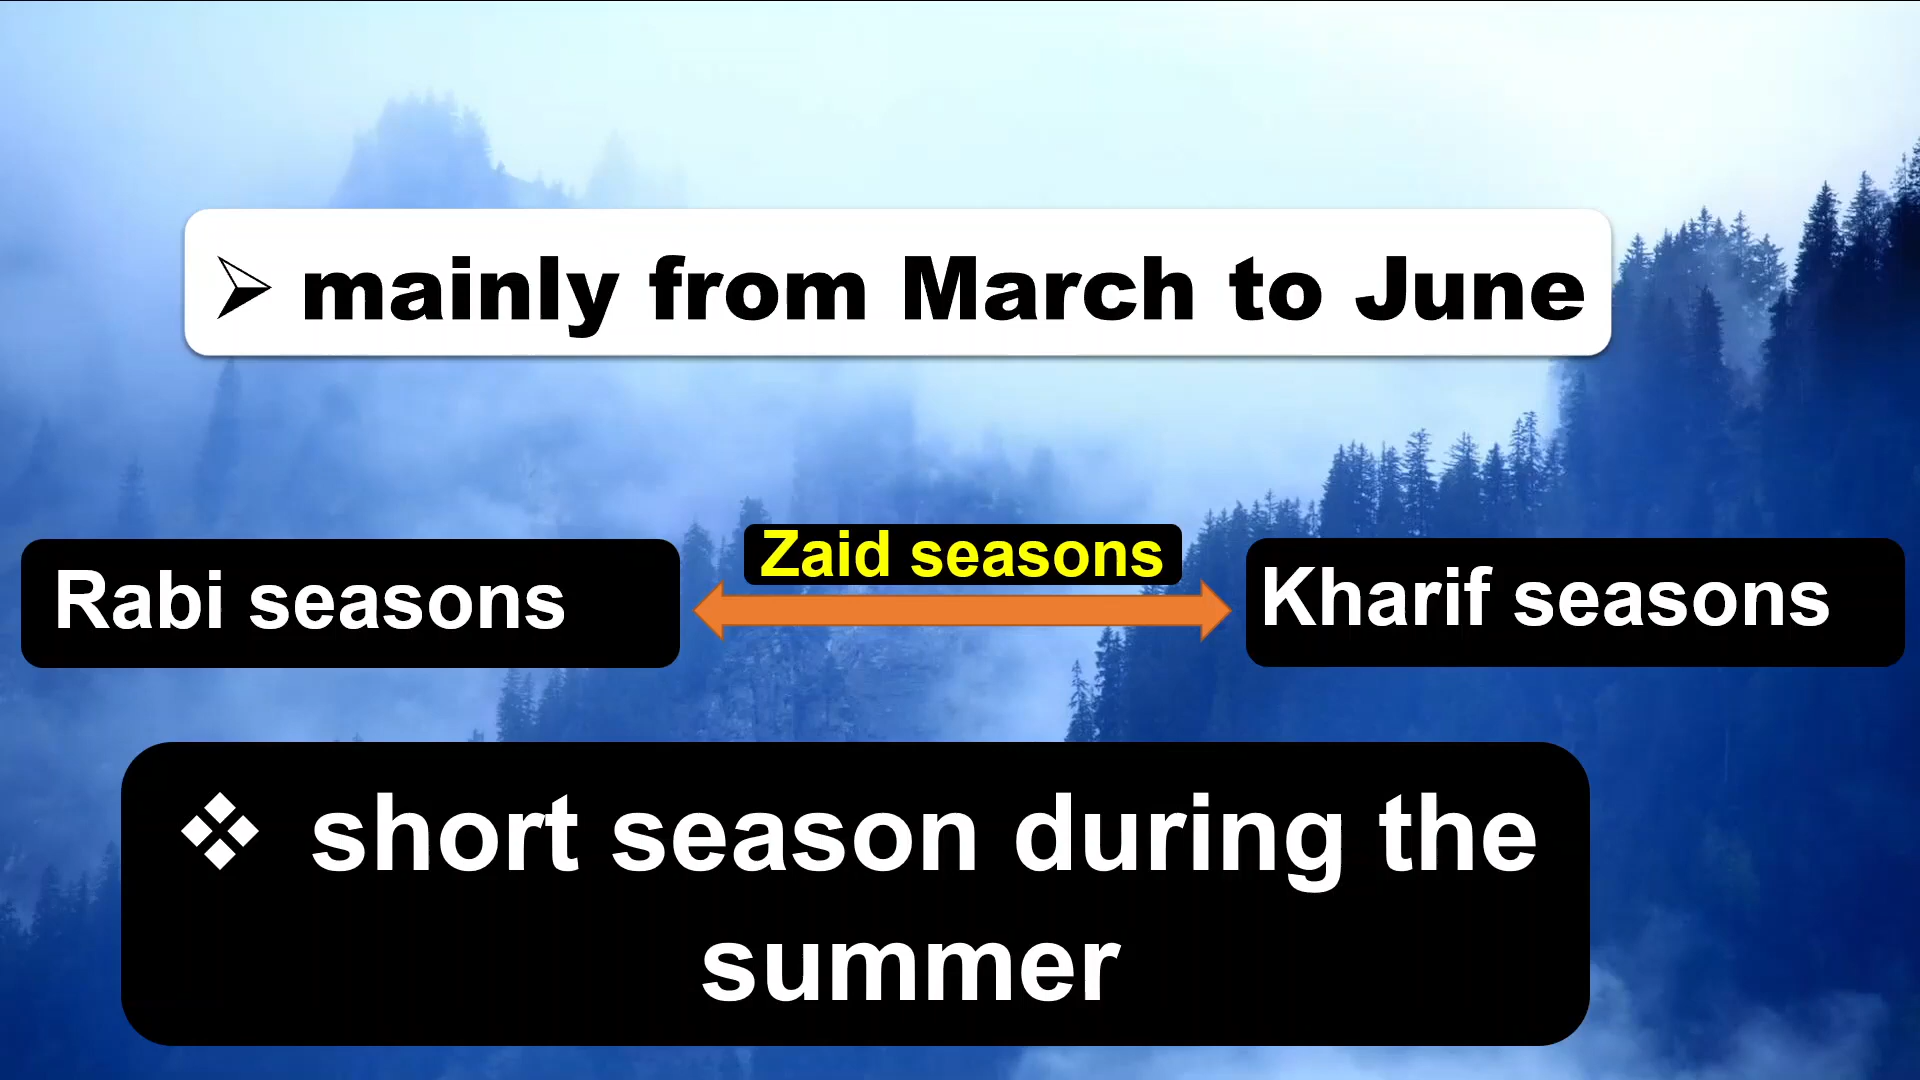 ➢ mainly from March to June
Zaid seasons
Rabi seasons
Kharif seasons
❖ short season during the
summer